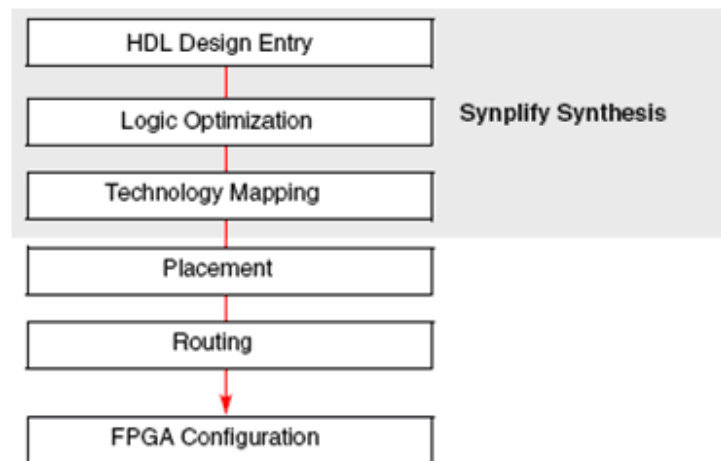 HDL Design Entry
Logic Optimization
Synplify Synthesis
Technology Mapping
Placement
Routing
FPGA Configuration